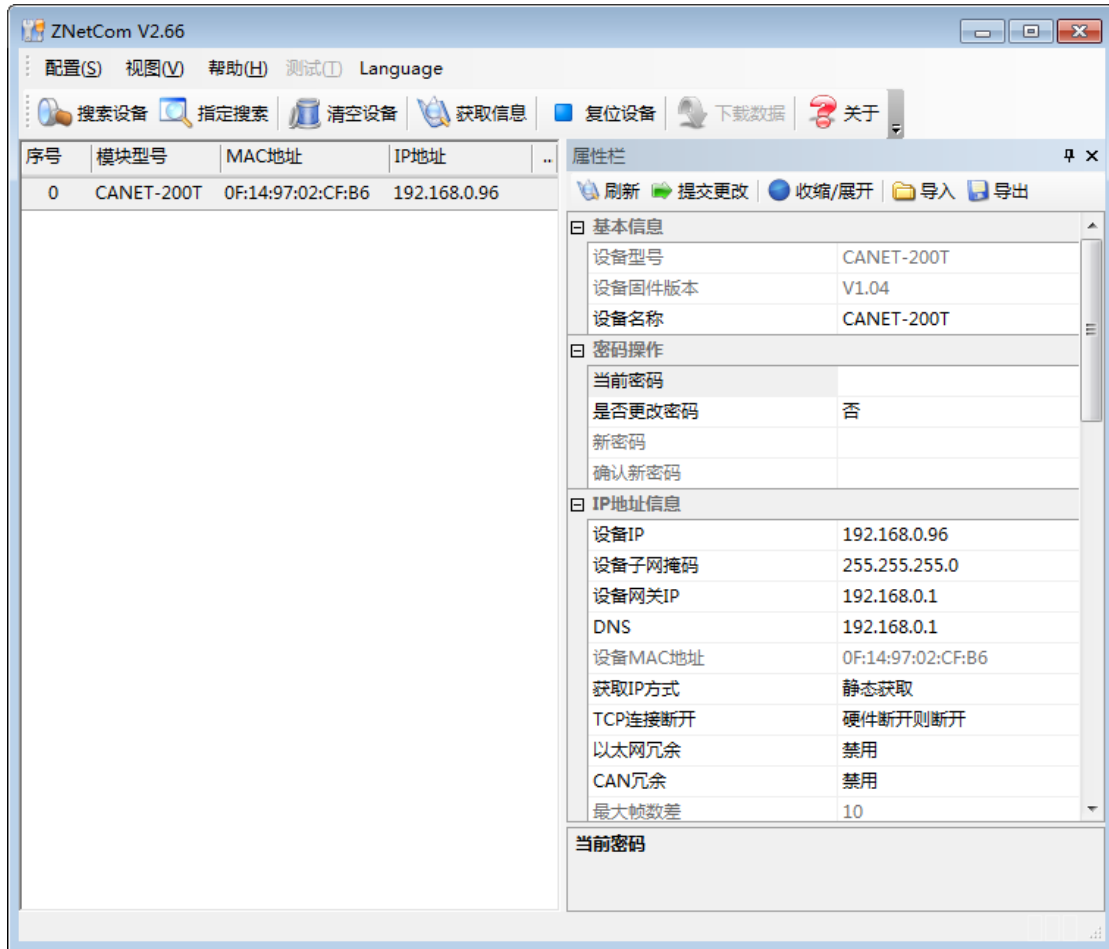 ZNetCom V2.66
配置(S) 视图(V) 帮助(H) 测试(T) Language
搜索设备 指定搜索 清空设备 获取信息 复位设备 下载数据 关于
序号 模块型号 MAC地址 IP地址 ..
0 CANET-200T 0F:14:97:02:CF:B6 192.168.0.96
属性栏
刷新 提交更改 收缩/展开 导入 导出
基本信息
设备型号 CANET-200T
设备固件版本 V1.04
设备名称 CANET-200T
密码操作
当前密码
是否更改密码 否
新密码
确认新密码
IP地址信息
设备IP 192.168.0.96
设备子网掩码 255.255.255.0
设备网关IP 192.168.0.1
DNS 192.168.0.1
设备MAC地址 0F:14:97:02:CF:B6
获取IP方式 静态获取
TCP连接断开 硬件断开则断开
以太网冗余 禁用
CAN冗余 禁用
最大帧数差 10
当前密码